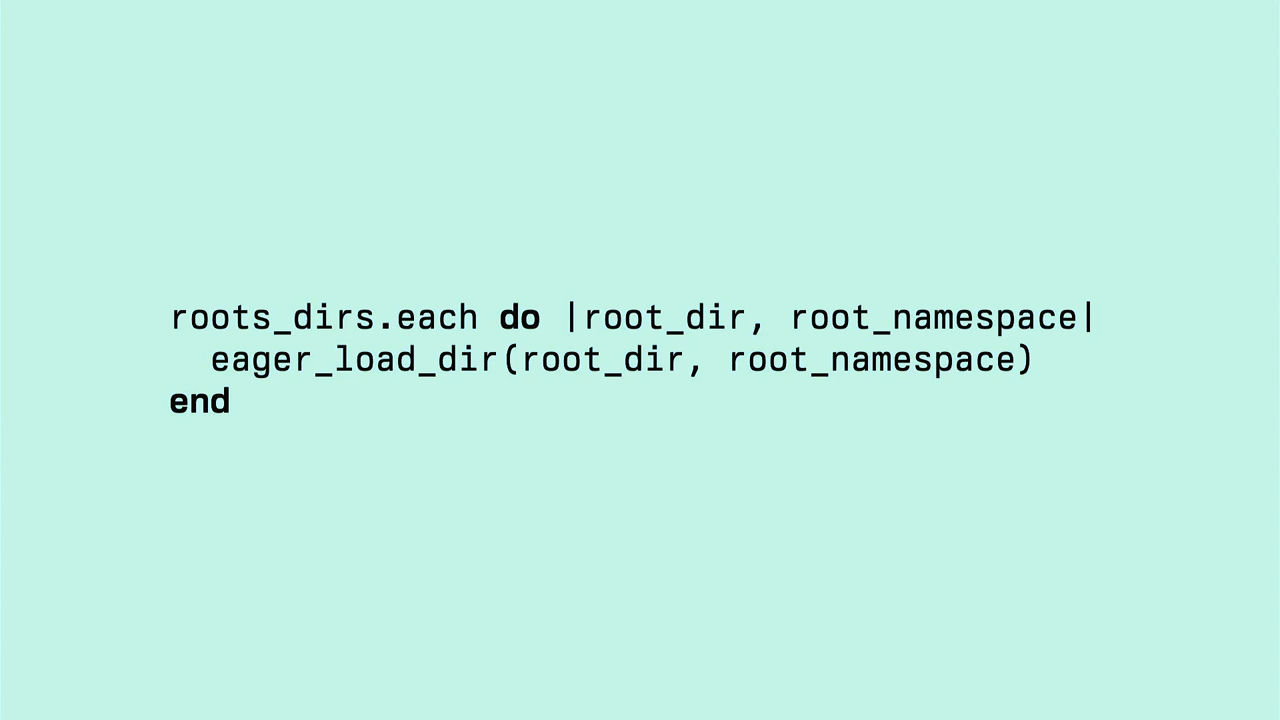 roots_dirs.each do |root_dir, root_namespace|
  eager_load_dir(root_dir, root_namespace)
end